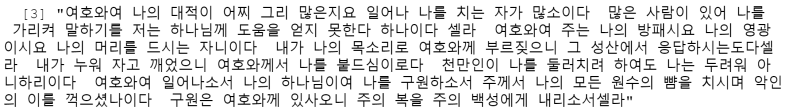 [3] "여호와여 나의 대적이 어찌 그리 많은지요 일어나 나를 치는 자가 많소이다  많은 사람이 있어 나를
가리켜 말하기를 저는 하나님께 도움을 얻지 못한다 하나이다 셀라  여호와여 주는 나의 방패시요 나의 영광
이시요 나의 머리를 드시는 자니이다  내가 나의 목소리로 여호와께 부르짖으니 그 성산에서 응답하시는도다셀
라  내가 누워 자고 깨었으니 여호와께서 나를 붙드심이로다  천만인이 나를 둘러치려 하여도 나는 두려워 아
니하리이다  여호와여 일어나소서 나의 하나님이여 나를 구원하소서 주께서 나의 모든 원수의 뺨을 치시며 악인
의 이를 꺽으셨나이다  구원은 여호와께 있사오니 주의 복을 주의 백성에게 내리소서셀라"